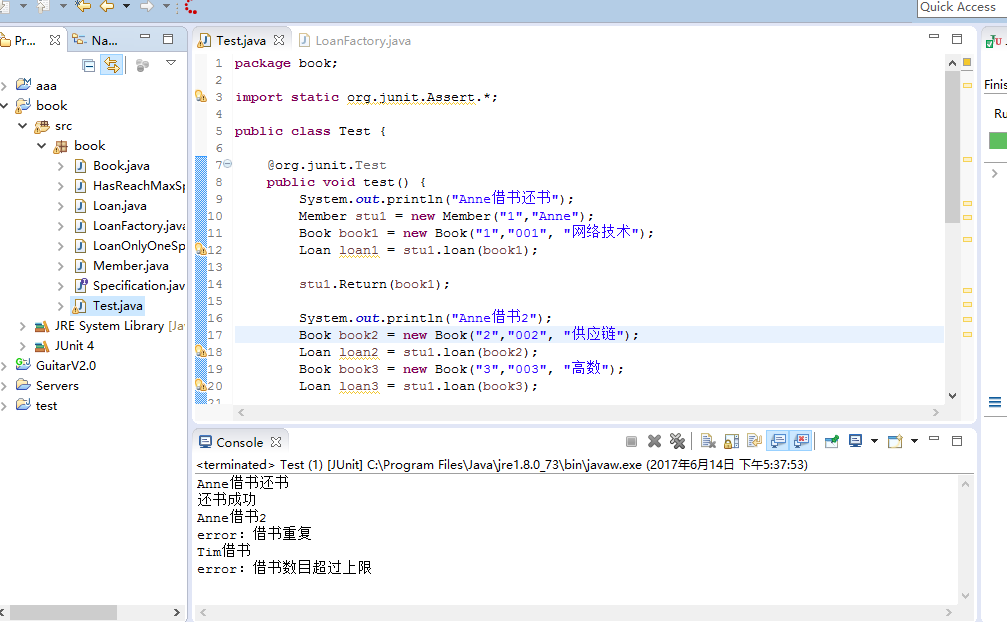 Quick Access
Pr...
Na...
aaa
book
src
book
Book.java
HasReachMaxSp
Loan.java
LoanFactory.java
LoanOnlyOneSp
Member.java
Specification.jav
Test.java
JRE System Library [Ja
JUnit 4
GuitarV2.0
Servers
test
Test.java
LoanFactory.java
1 package book;
2
3 import static org.junit.Assert.*;
4
5 public class Test {
6
7 @org.junit.Test
8 public void test() {
9 System.out.println("Anne借书还书");
10 Member stu1 = new Member("1","Anne");
11 Book book1 = new Book("1","001", "网络技术");
12 Loan loan1 = stu1.loan(book1);
13
14 stu1.Return(book1);
15
16 System.out.println("Anne借书2");
17 Book book2 = new Book("2","002", "供应链");
18 Loan loan2 = stu1.loan(book2);
19 Book book3 = new Book("3","003", "高数");
20 Loan loan3 = stu1.loan(book3);
21
JU
Finis
Ru
Console
<terminated> Test (1) [JUnit] C:\Program Files\Java\jre1.8.0_73\bin\javaw.exe (2017年6月14日 下午5:37:53)
Anne借书还书
还书成功
Anne借书2
error: 借书重复
Tim借书
error: 借书数目超过上限